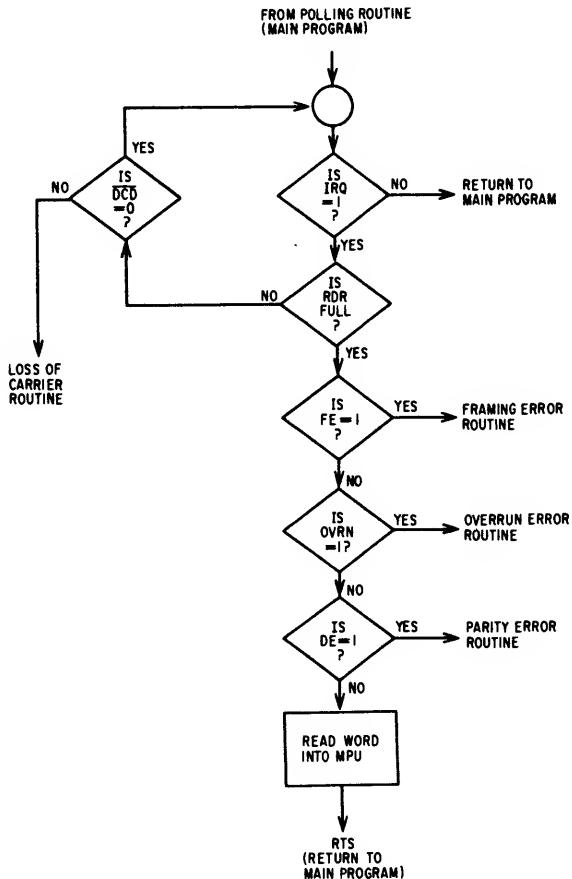 FROM POLLING ROUTINE
(MAIN PROGRAM)
YES
NO
IS
DCD
=0
?
IS
IRQ
=1
?
NO
RETURN TO
MAIN PROGRAM
YES
NO
IS
RDR
FULL
?
YES
LOSS OF
CARRIER
ROUTINE
IS
FE=1
?
YES
FRAMING ERROR
ROUTINE
NO
IS
OVRN
=1?
YES
OVERRUN ERROR
ROUTINE
NO
IS
DE=1
?
YES
PARITY ERROR
ROUTINE
NO
READ WORD
INTO MPU
RTS
(RETURN TO
MAIN PROGRAM)